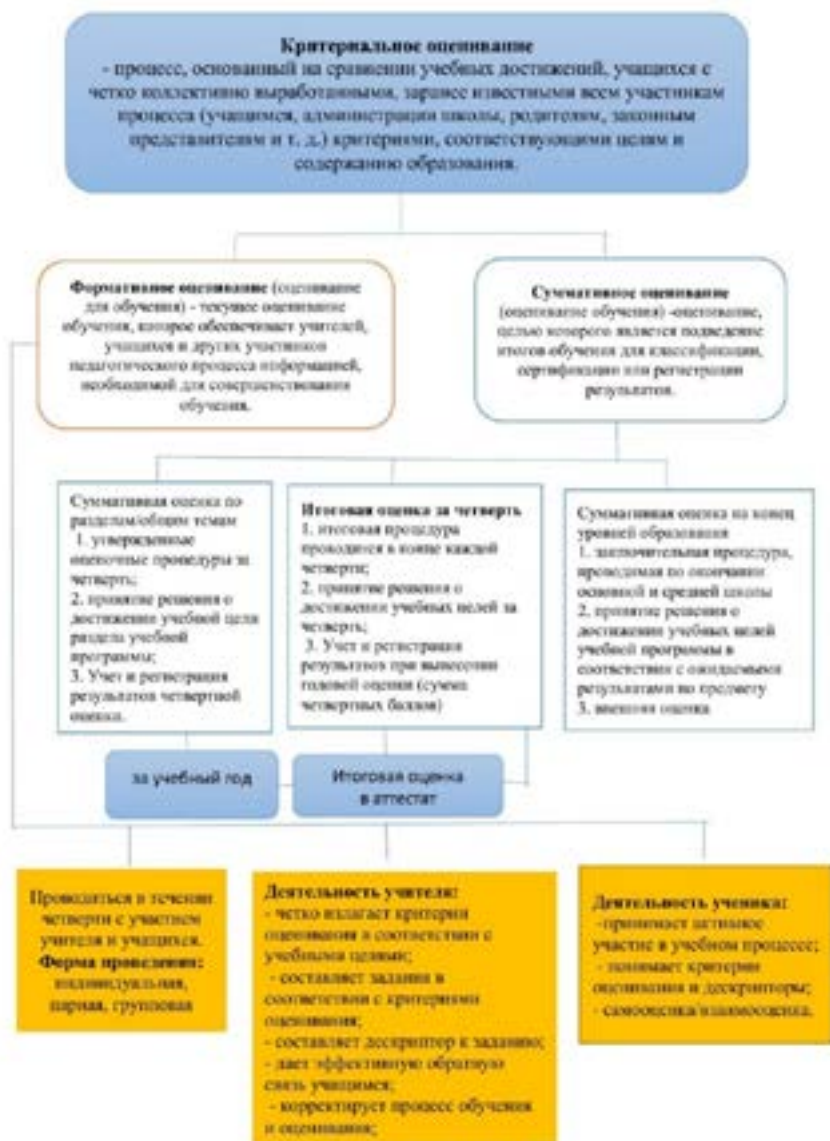 Критериальное оценивание
- процесс, основанный на сравнении учебных достижений, учащихся с
четко коллективно выработанными, заранее известными всем участникам
процесса (учащимся, администрации школы, родителям, законным
представителям и т. д.) критериями, соответствующими целям и
содержанию образования.
Формативное оценивание (оценивание
для обучения) - текущее оценивание
обучения, которое обеспечивает учителей,
учащихся и других участников
педагогического процесса информацией,
необходимой для совершенствования
обучения.
Суммативное оценивание
(оценивание обучения) -оценивание,
целью которого является подведение
итогов обучения для классификации,
сертификации или регистрации
результатов.
Суммативная оценка по
разделам/общим темам
1. утвержденные
оценочные процедуры за
четверть;
2. принятие решения о
достижении учебной цели
раздела учебной
программы;
3. Учет и регистрация
результатов четвертной
оценки.
Итоговая оценка за четверть
1. итоговая процедура
проводится в конце каждой
четверти;
2. принятие решения о
достижении учебных целей за
четверть;
3. Учет и регистрация
результатов при вынесении
годовой оценки (сумма
четвертных баллов)
Суммативная оценка на конец
уровней образования
1. заключительная процедура,
проводимая по окончании
основной и средней школы
2. принятие решения о
достижении учебных целей
учебной программы в
соответствии с ожидаемыми
результатами по предмету
3. внешняя оценка
за учебный год
Итоговая оценка
в аттестат
Проводиться в течении
четверти с участием
учителя и учащихся.
Форма проведения:
индивидуальная,
парная, групповая
Деятельность учителя:
- четко излагает критерии
оценивания в соответствии с
учебными целями;
- составляет задания в
соответствии с критериями
оценивания;
- составляет дескриптор к заданию;
- дает эффективную обратную
связь учащимся;
- корректирует процесс обучения
и оценивания;
Деятельность ученика:
-принимает активное
участие в учебном процессе;
- понимает критерии
оценивания и дескрипторы;
- самооценка/взаимооценка.